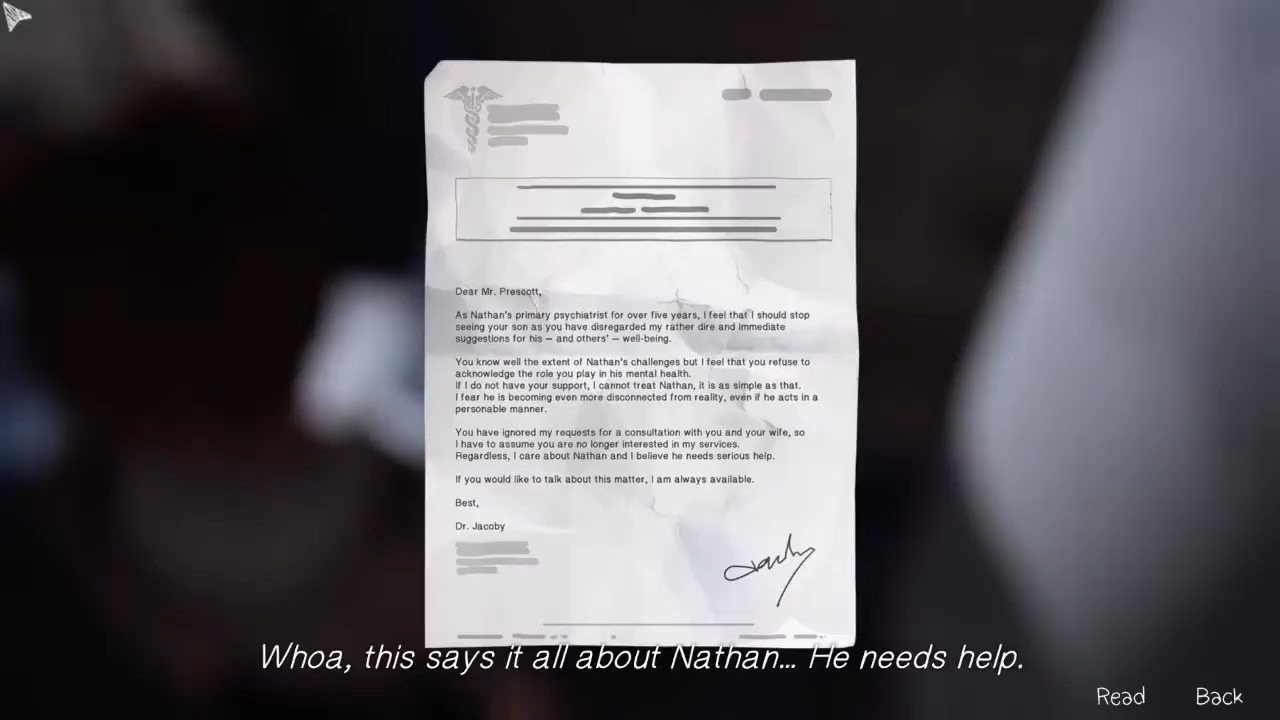 Dear Mr. Prescott,
As Nathan's primary psychiatrist for over five years, I feel that I should stop
seeing your son as you have disregarded my rather dire and immediate
suggestions for his — and others' — well-being.
You know well the extent of Nathan's challenges but I feel that you refuse to
acknowledge the role you play in his mental health.
If I do not have your support, I cannot treat Nathan, it is as simple as that.
I fear he is becoming even more disconnected from reality, even if he acts in a
personable manner.
You have ignored my requests for a consultation with you and your wife, so
I have to assume you are no longer interested in my services.
Regardless, I care about Nathan and I believe he needs serious help.
If you would like to talk about this matter, I am always available.
Best,
Dr. Jacoby
Whoa, this says it all about Nathan... He needs help.
Read Back